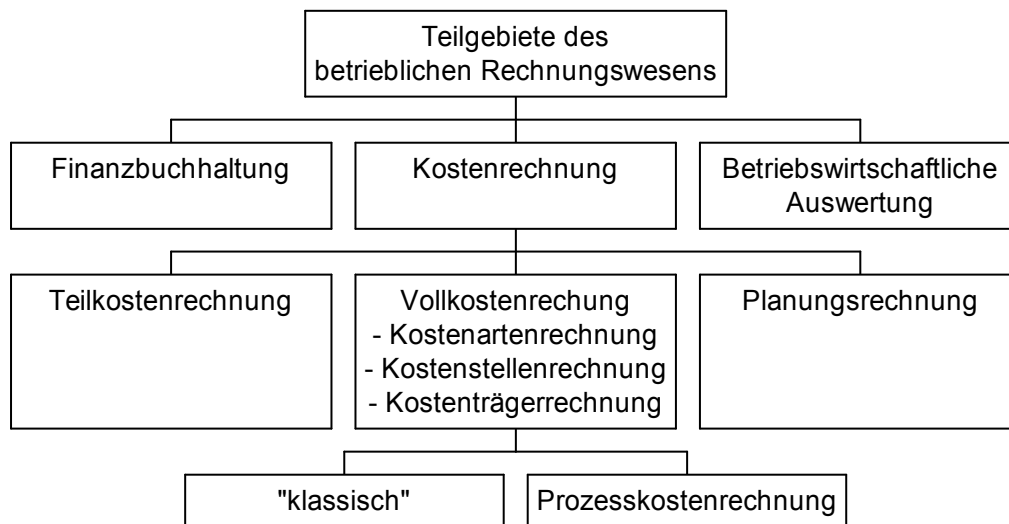 Teilgebiete des
betrieblichen Rechnungswesens
Finanzbuchhaltung
Kostenrechnung
Betriebswirtschaftliche
Auswertung
Teilkostenrechnung
Vollkostenrechung
- Kostenartenrechnung
- Kostenstellenrechnung
- Kostenträgerrechnung
Planungsrechnung
"klassisch"
Prozesskostenrechnung